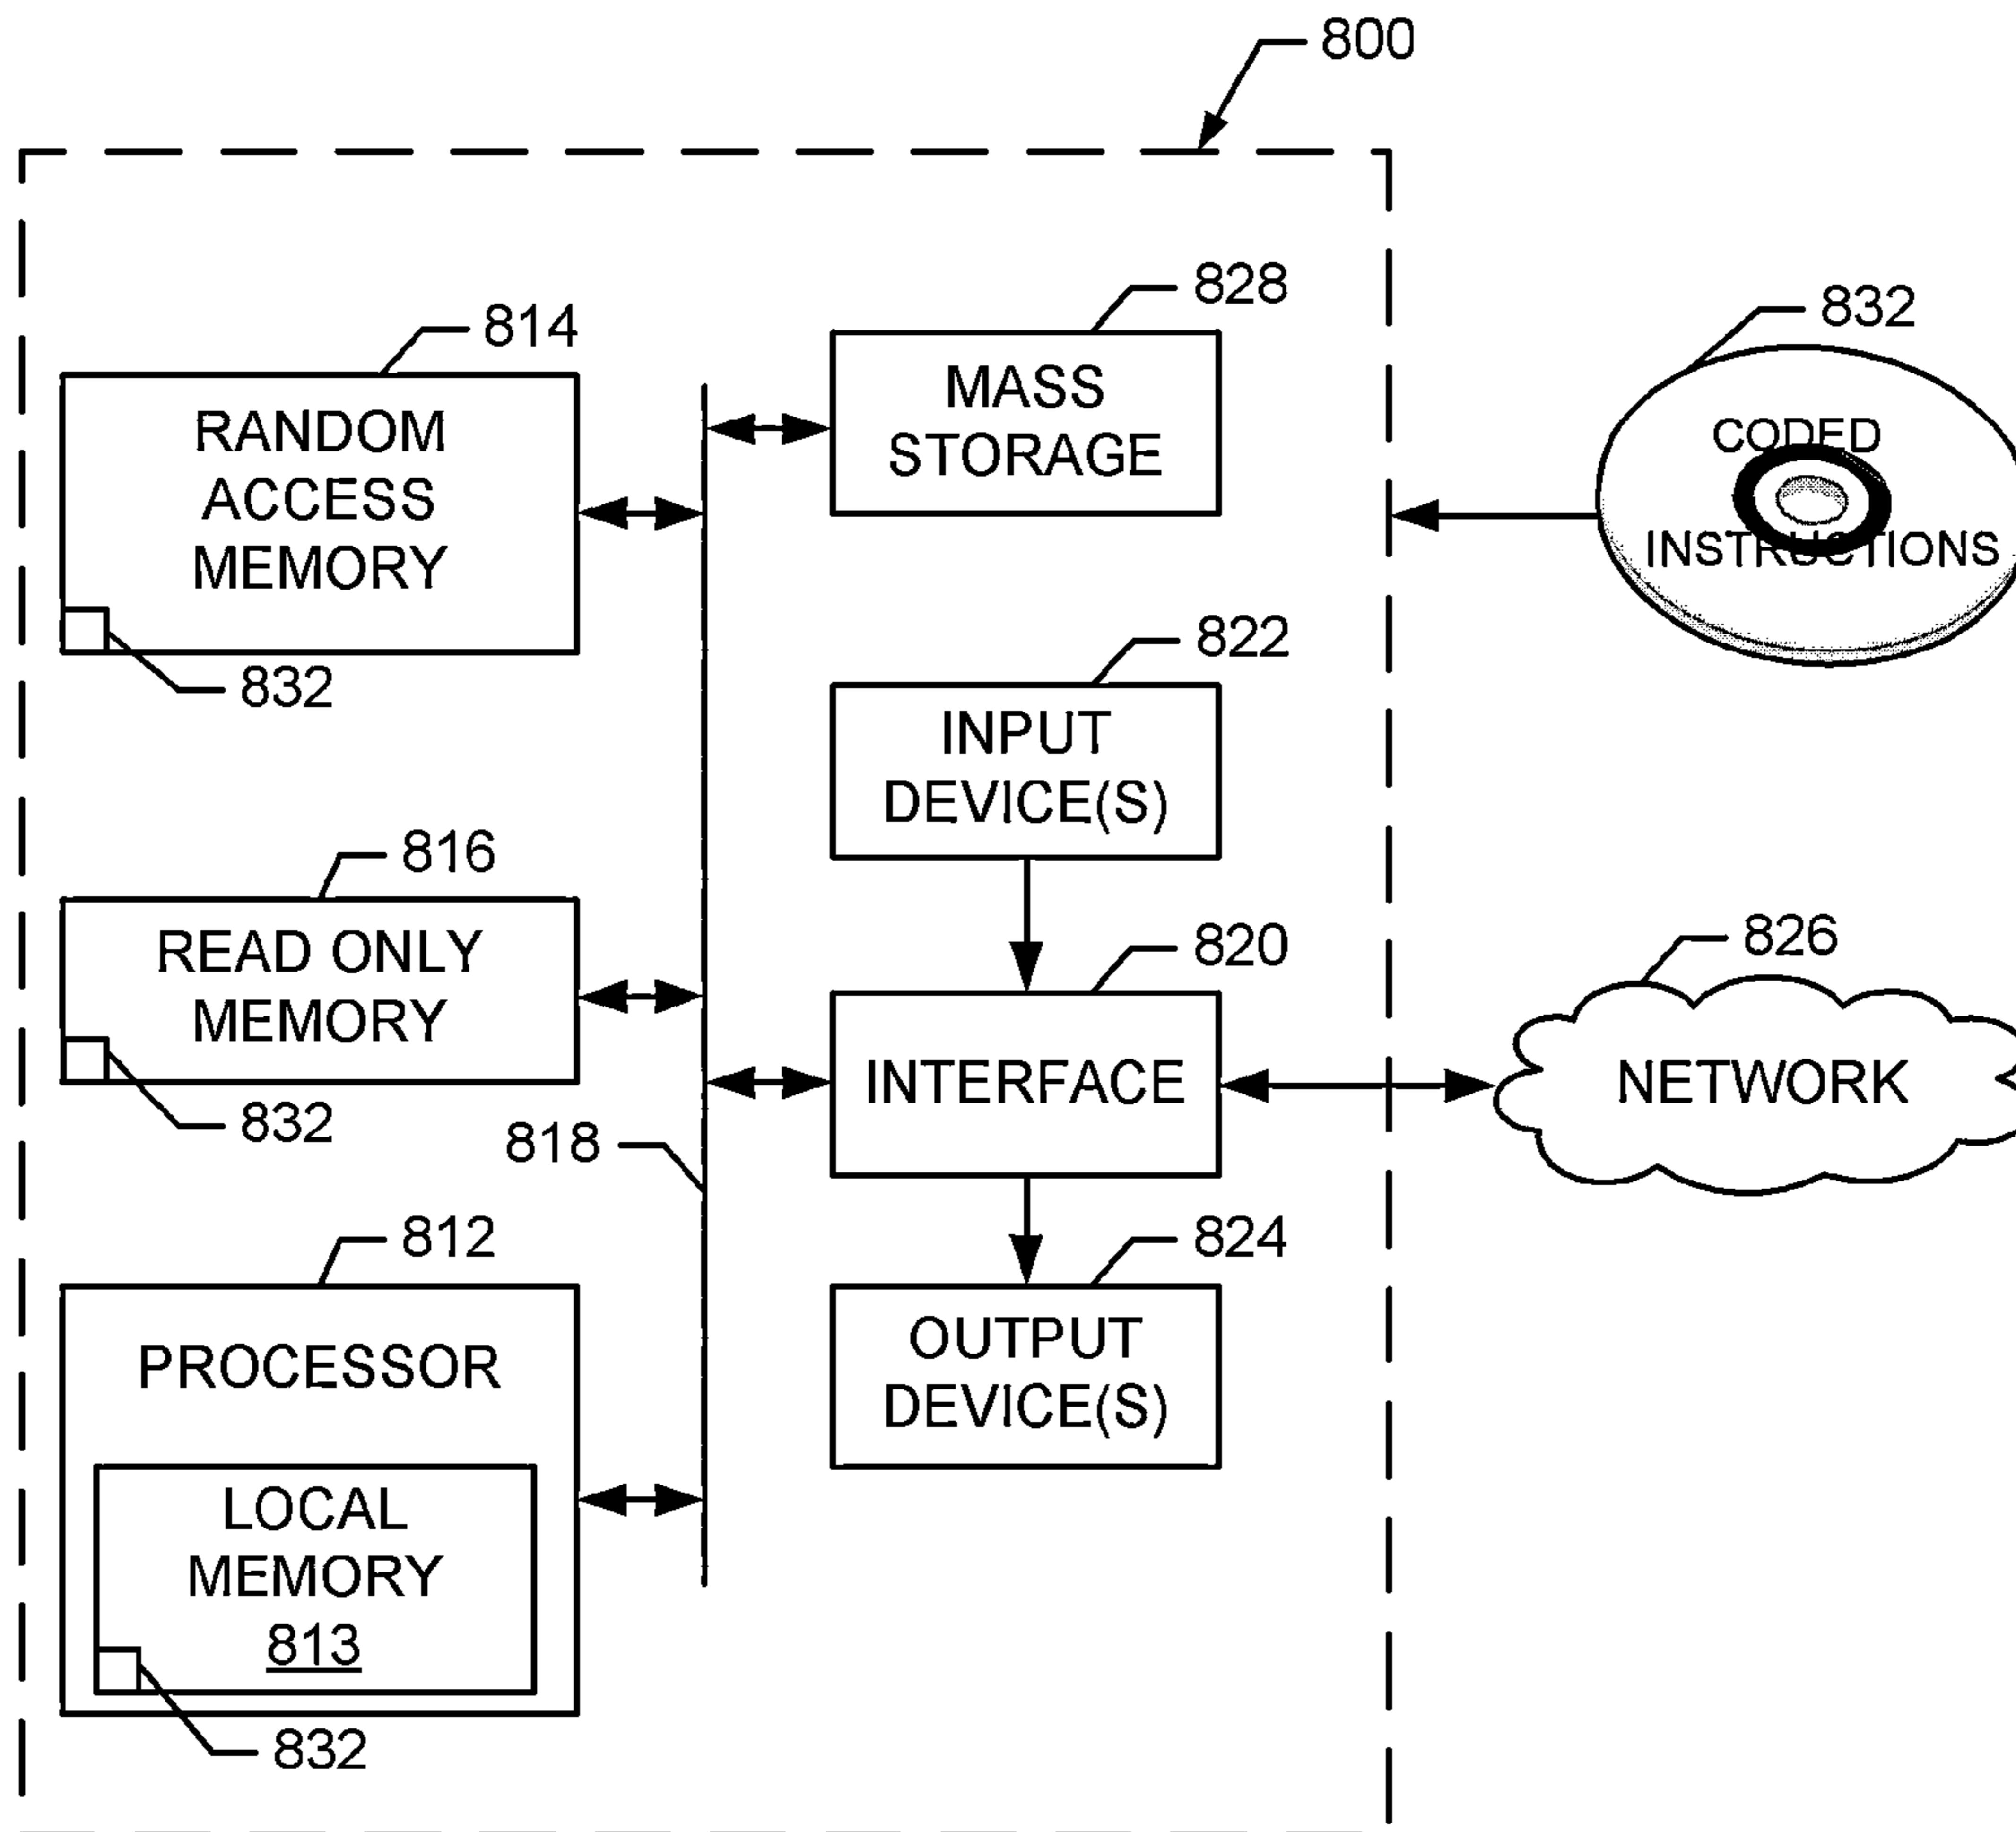 800
828
832
814
MASS
STORAGE
RANDOM
ACCESS
MEMORY
CODED
INSTRUCTIONS
832
822
INPUT
DEVICE(S)
816
READ ONLY
MEMORY
820
826
INTERFACE
NETWORK
832
818
812
824
PROCESSOR
OUTPUT
DEVICE(S)
LOCAL
MEMORY
813
832